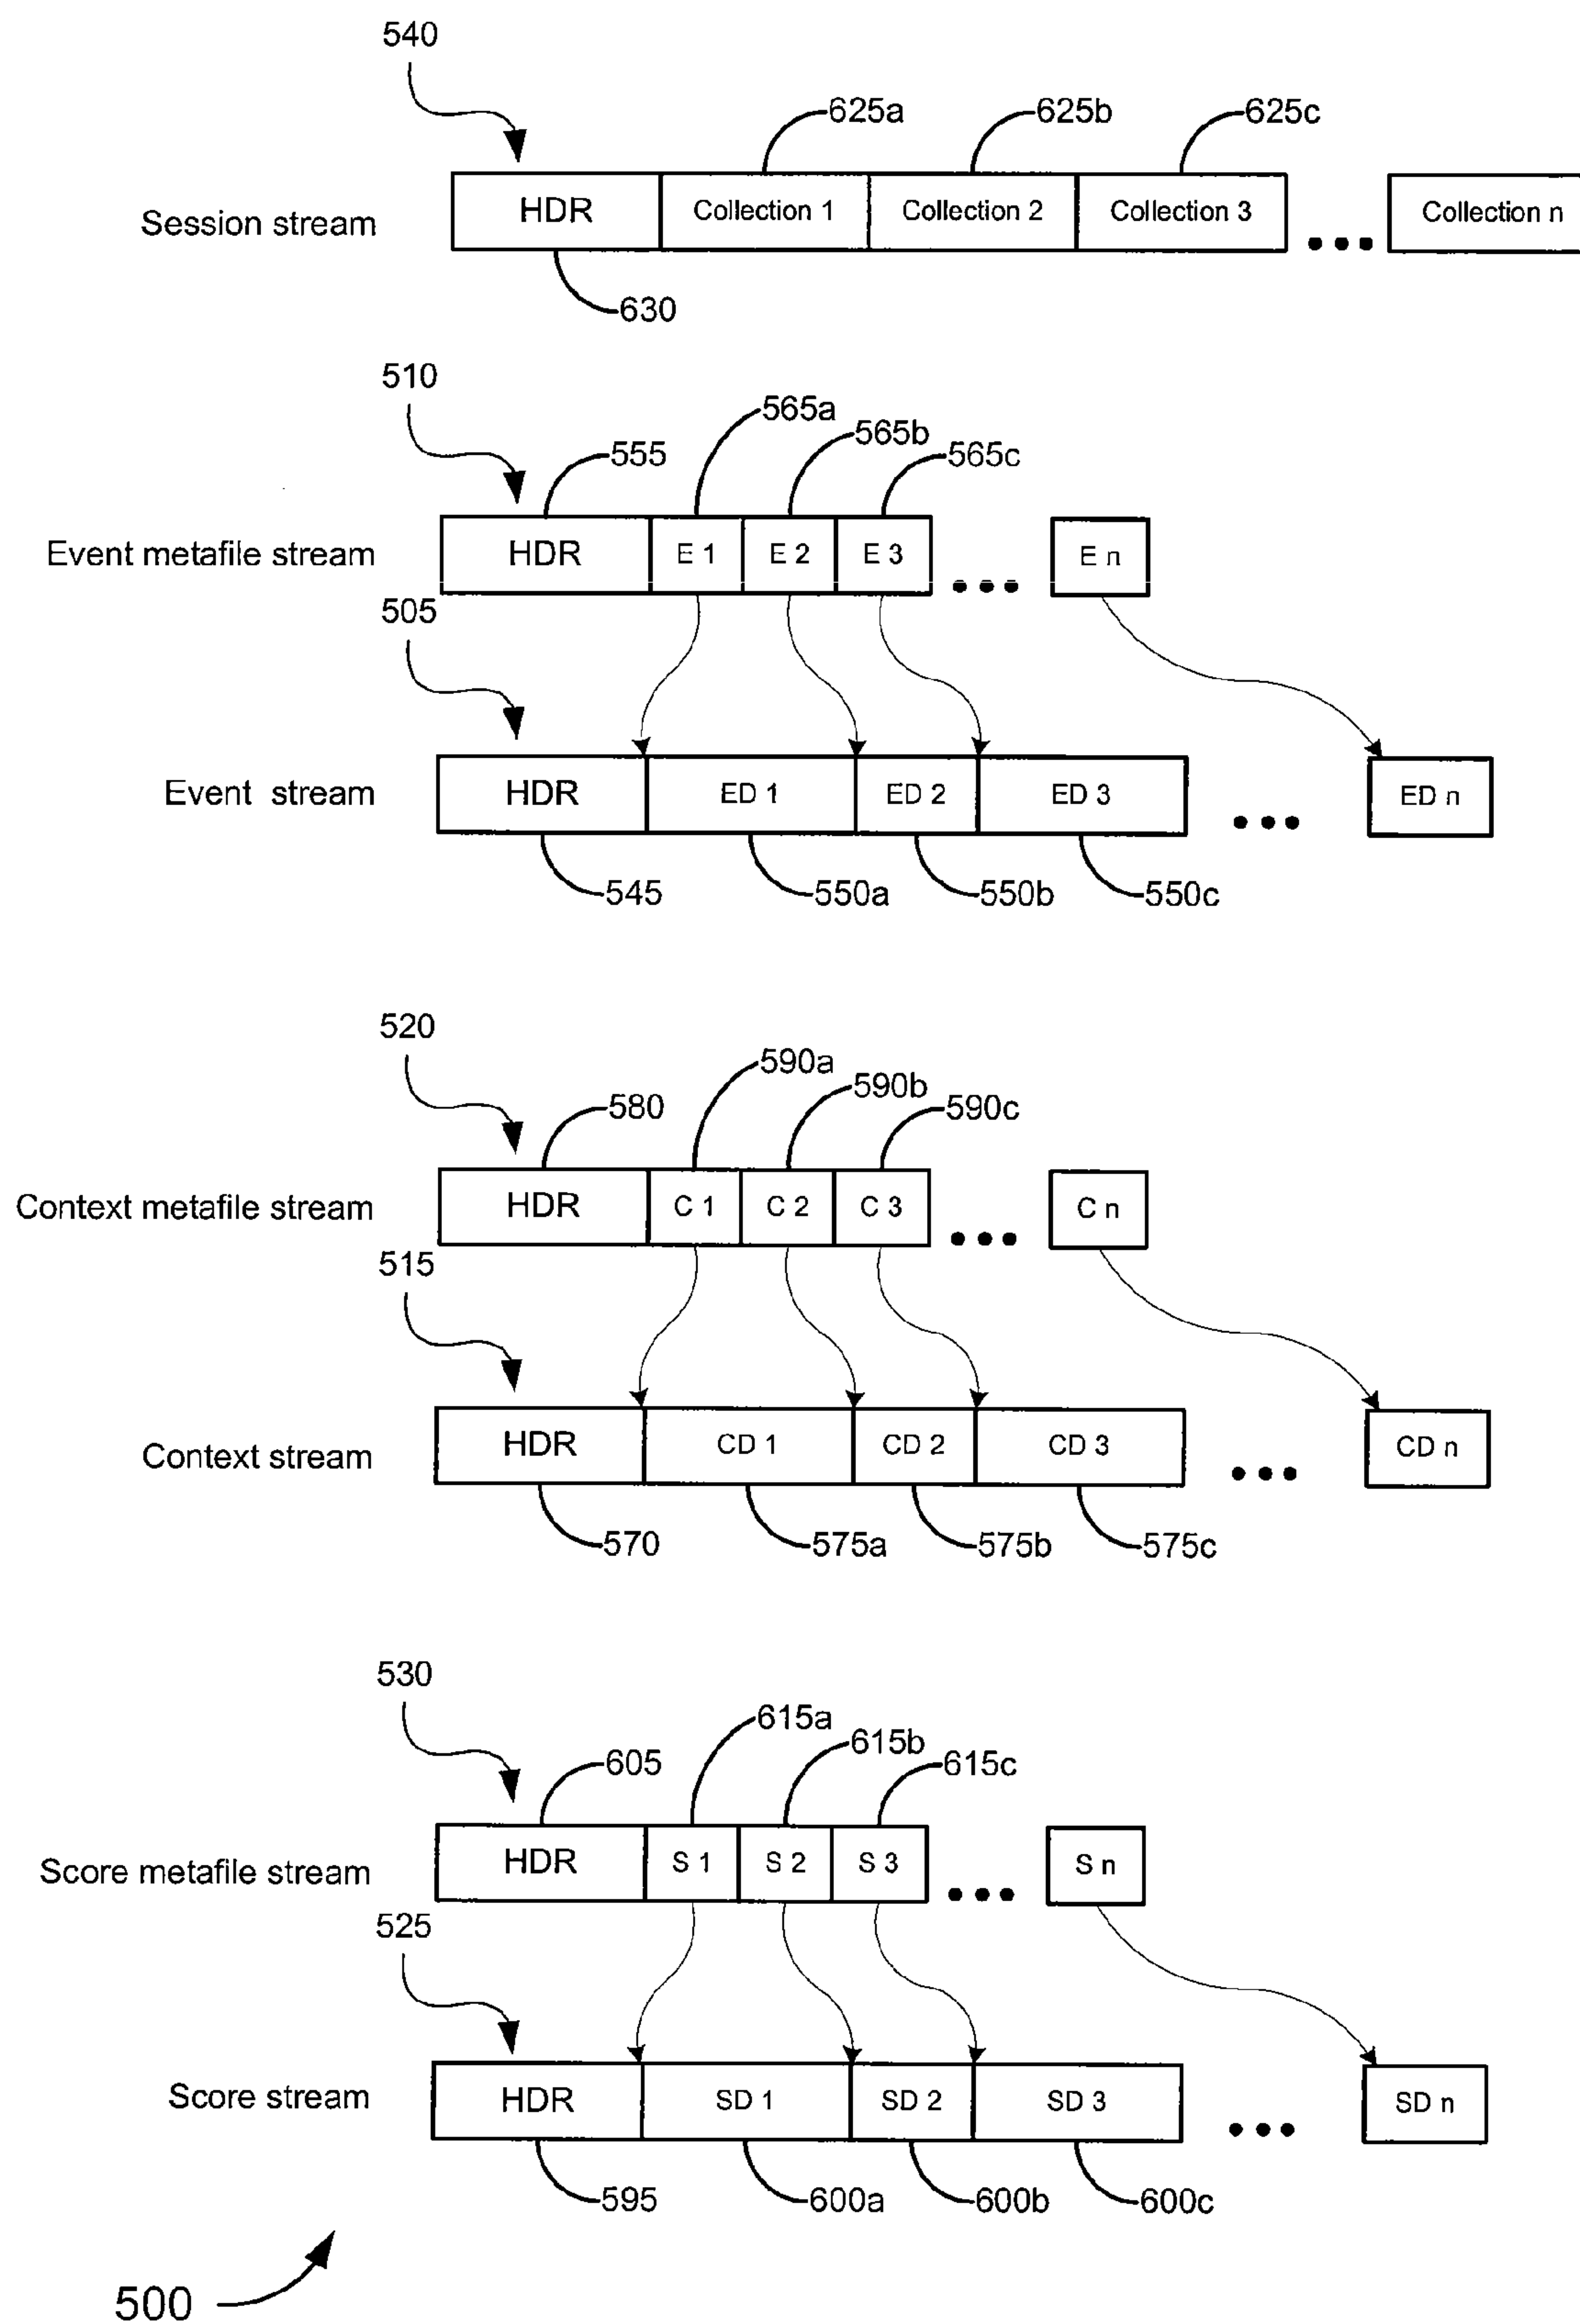 540
625a 625b 625c
Session stream HDR Collection 1 Collection 2 Collection 3 Collection n
630
510
565a
565b
555 565c
Event metafile stream HDR E 1 E 2 E 3 E n
505
Event stream HDR ED 1 ED 2 ED 3 ED n
545 550a 550b 550c
520
590a
590b
580 590c
Context metafile stream HDR C 1 C 2 C 3 C n
515
Context stream HDR CD 1 CD 2 CD 3 CD n
570 575a 575b 575c
530
615a
615b
605 615c
Score metafile stream HDR S 1 S 2 S 3 S n
525
Score stream HDR SD 1 SD 2 SD 3 SD n
595 600a 600b 600c
500